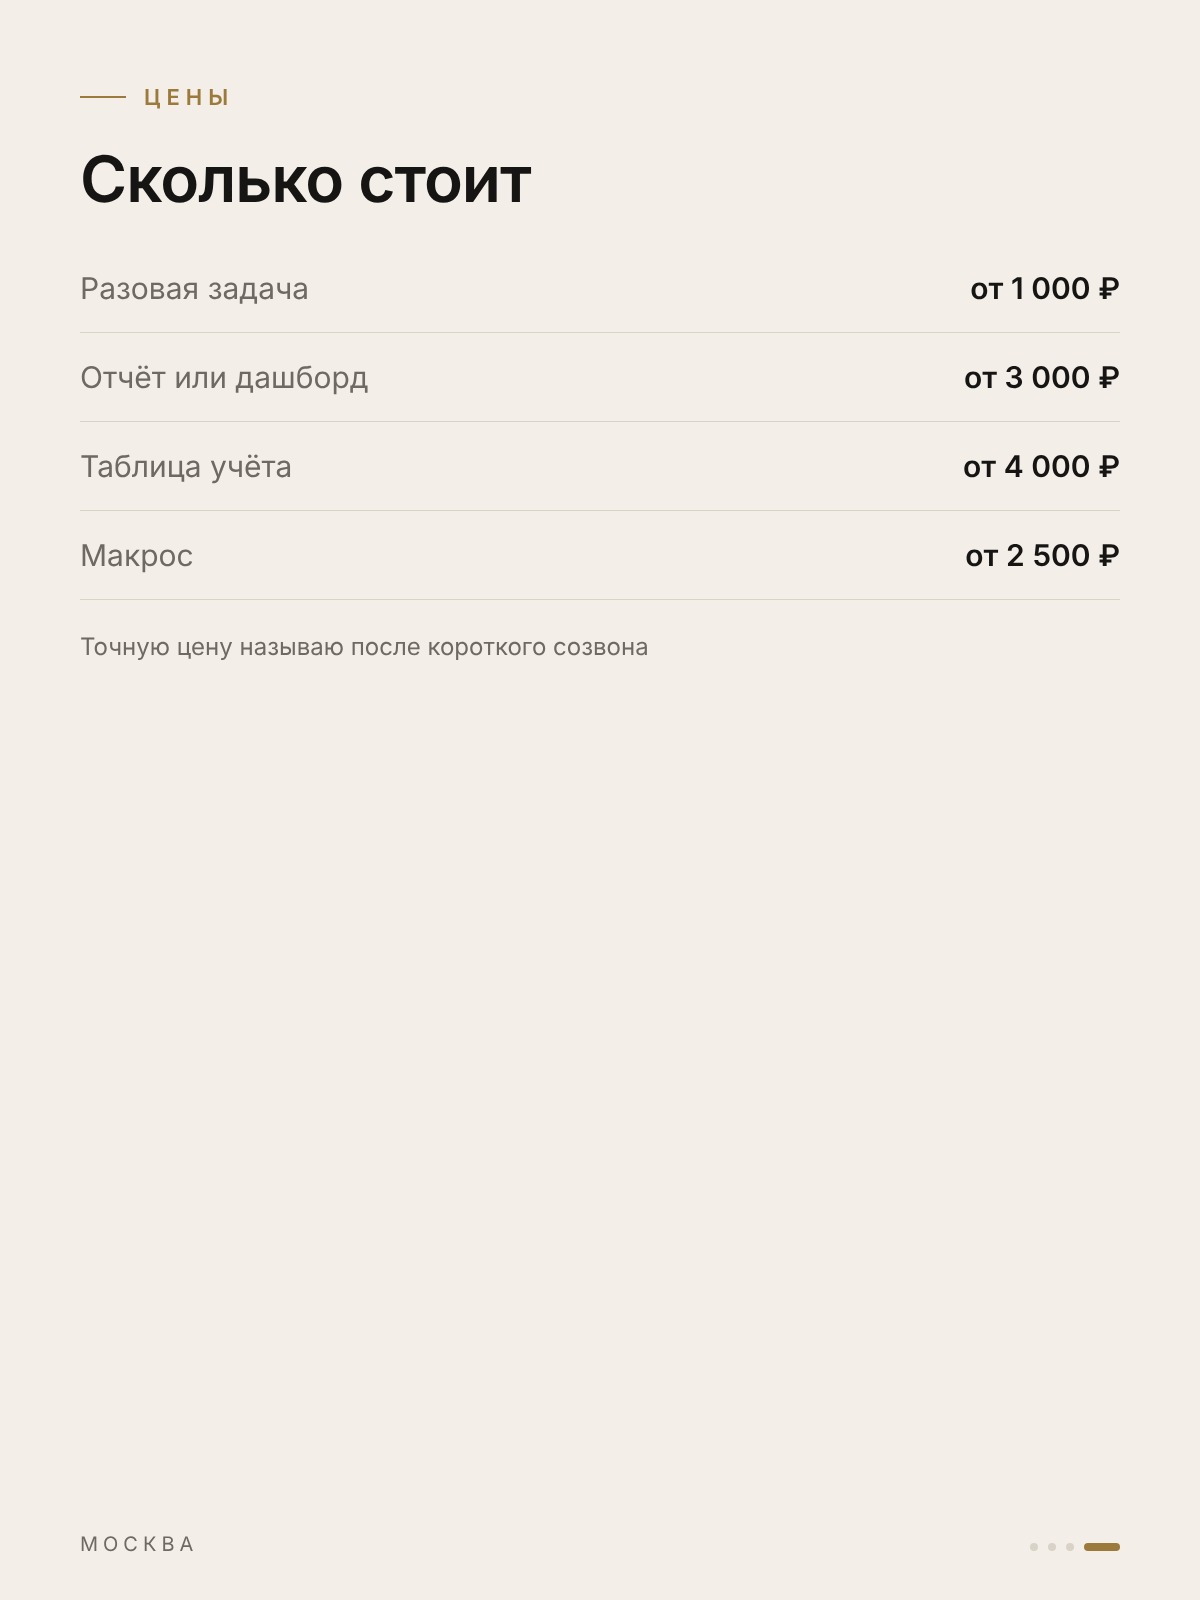 ЦЕНЫ
Сколько стоит
Разовая задача от 1 000 ₽
Отчёт или дашборд от 3 000 ₽
Таблица учёта от 4 000 ₽
Макрос от 2 500 ₽
Точную цену называю после короткого созвона
МОСКВА